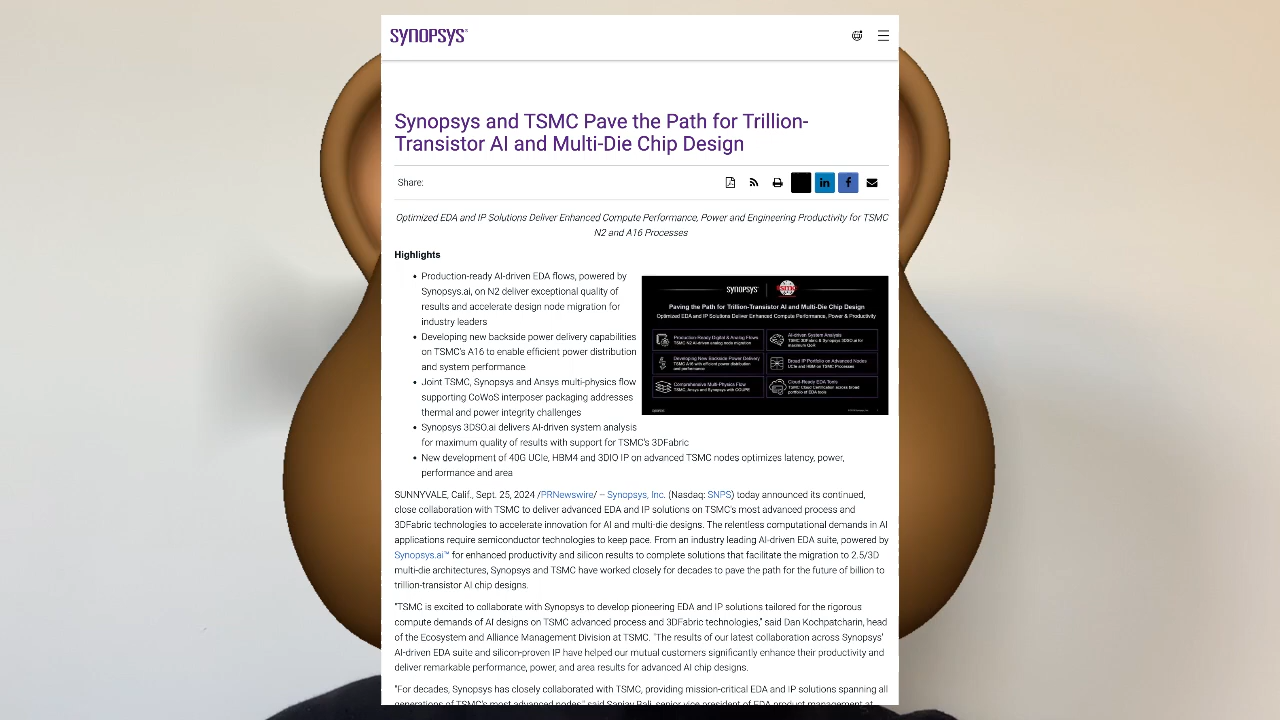 SYNOPSYS®
Synopsys and TSMC Pave the Path for Trillion-
Transistor AI and Multi-Die Chip Design
Share:
Optimized EDA and IP Solutions Deliver Enhanced Compute Performance, Power and Engineering Productivity for TSMC
N2 and A16 Processes
Highlights
• Production-ready AI-driven EDA flows, powered by
Synopsys.ai, on N2 deliver exceptional quality of
results and accelerate design node migration for
industry leaders
• Developing new backside power delivery capabilities
on TSMC's A16 to enable efficient power distribution
and system performance
• Joint TSMC, Synopsys and Ansys multi-physics flow
supporting CoWoS interposer packaging addresses
thermal and power integrity challenges
• Synopsys 3DSO.ai delivers AI-driven system analysis
for maximum quality of results with support for TSMC's 3DFabric
• New development of 40G UCIe, HBM4 and 3DIO IP on advanced TSMC nodes optimizes latency, power,
performance and area
SYNOPSYS®
Paving the Path for Trillion-Transistor AI and Multi-Die Chip Design
Optimized EDA and IP Solutions Deliver Enhanced Compute Performance, Power & Productivity
Production-Ready Digital & Analog Flows
TSMC N2 AI-driven analog node migration
AI-driven System Analysis
TSMC 3DFabric & Synopsys 3DSO.ai for
maximum QoR
Developing New Backside Power Delivery
TSMC A16 with efficient power distribution
and performance
Broad IP Portfolio on Advanced Nodes
UCIe and HBM on TSMC Processes
Comprehensive Multi-Physics Flow
TSMC, Ansys and Synopsys with COUPE
Cloud-Ready EDA Tools
TSMC Cloud Certification across broad
portfolio of EDA tools
SUNNYVALE, Calif., Sept. 25, 2024 /PRNewswire/ -- Synopsys, Inc. (Nasdaq: SNPS) today announced its continued,
close collaboration with TSMC to deliver advanced EDA and IP solutions on TSMC's most advanced process and
3DFabric technologies to accelerate innovation for AI and multi-die designs. The relentless computational demands in AI
applications require semiconductor technologies to keep pace. From an industry leading AI-driven EDA suite, powered by
Synopsys.ai™ for enhanced productivity and silicon results to complete solutions that facilitate the migration to 2.5/3D
multi-die architectures, Synopsys and TSMC have worked closely for decades to pave the path for the future of billion to
trillion-transistor AI chip designs.
"TSMC is excited to collaborate with Synopsys to develop pioneering EDA and IP solutions tailored for the rigorous
compute demands of AI designs on TSMC advanced process and 3DFabric technologies," said Dan Kochpatcharin, head
of the Ecosystem and Alliance Management Division at TSMC. "The results of our latest collaboration across Synopsys'
AI-driven EDA suite and silicon-proven IP have helped our mutual customers significantly enhance their productivity and
deliver remarkable performance, power, and area results for advanced AI chip designs.
"For decades, Synopsys has closely collaborated with TSMC, providing mission-critical EDA and IP solutions spanning all
generations of TSMC's most advanced nodes," said Sanjay Bali, senior vice president of EDA product management at